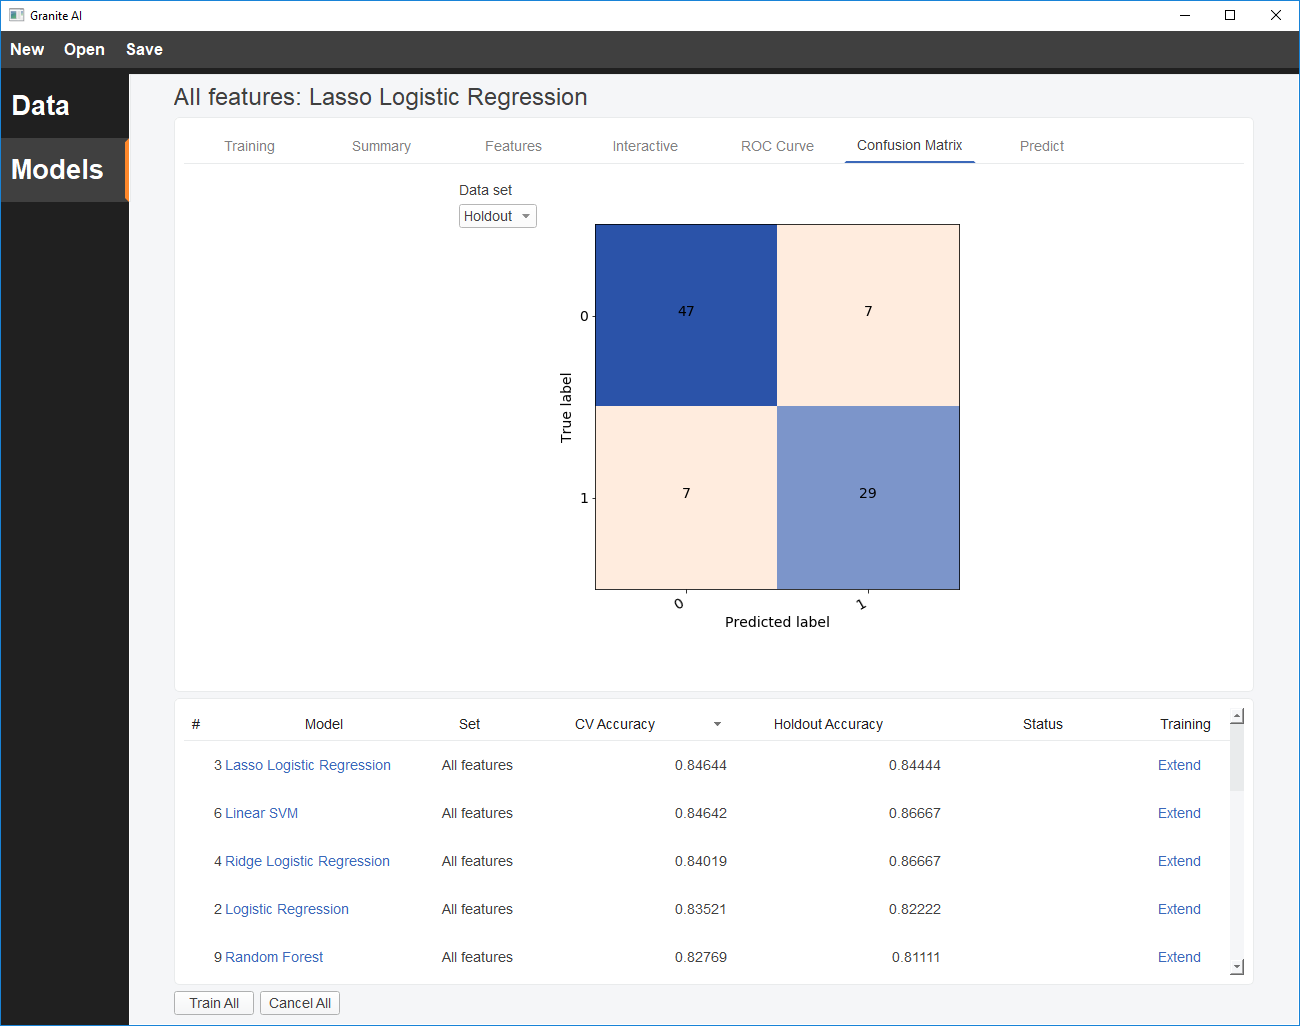 Granite AI
New Open Save
Data
Models
All features: Lasso Logistic Regression
Training Summary Features Interactive ROC Curve Confusion Matrix Predict
Data set
Holdout
47 7
0
True label
7 29
1
0 1
Predicted label
# Model Set CV Accuracy Holdout Accuracy Status Training
3 Lasso Logistic Regression All features 0.84644 0.84444 Extend
6 Linear SVM All features 0.84642 0.86667 Extend
4 Ridge Logistic Regression All features 0.84019 0.86667 Extend
2 Logistic Regression All features 0.83521 0.82222 Extend
9 Random Forest All features 0.82769 0.81111 Extend
Train All Cancel All